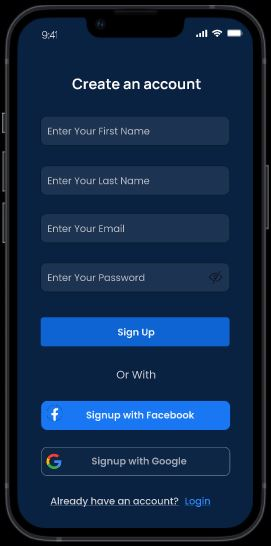 9:41
Create an account
Enter Your First Name
Enter Your Last Name
Enter Your Email
Enter Your Password
Sign Up
Or With
Signup with Facebook
Signup with Google
Already have an account? Login